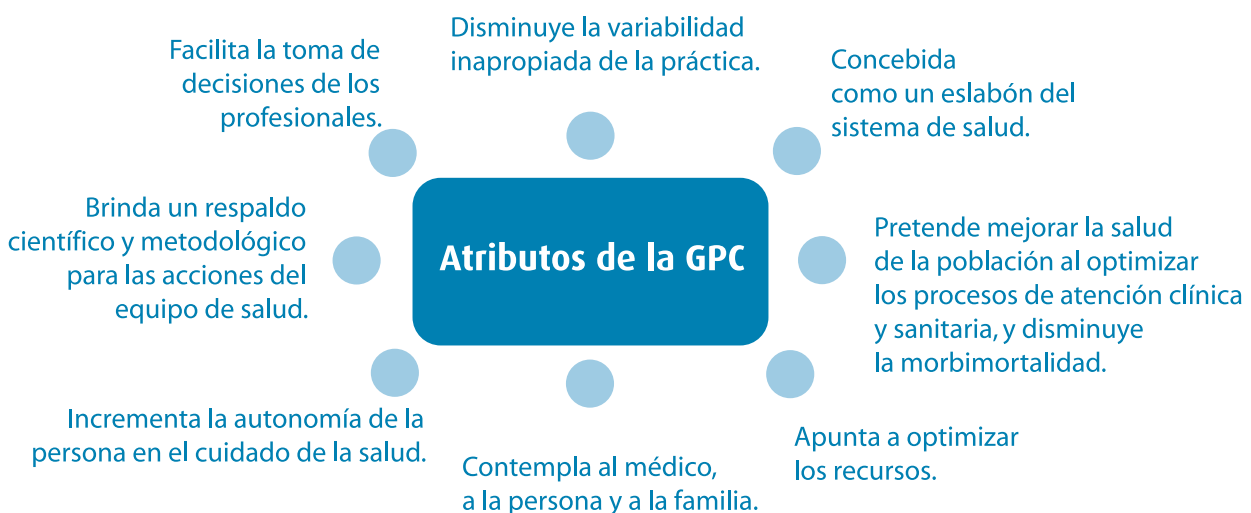 Disminuye la variabilidad
inapropiada de la práctica.
Facilita la toma de
decisiones de los
profesionales.
Concebida
como un eslabón del
sistema de salud.
Brinda un respaldo
científico y metodológico
para las acciones del
equipo de salud.
Atributos de la GPC
Pretende mejorar la salud
de la población al optimizar
los procesos de atención clínica
y sanitaria, y disminuye
la morbimortalidad.
Incrementa la autonomía de la
persona en el cuidado de la salud.
Contempla al médico,
a la persona y a la familia.
Apunta a optimizar
los recursos.